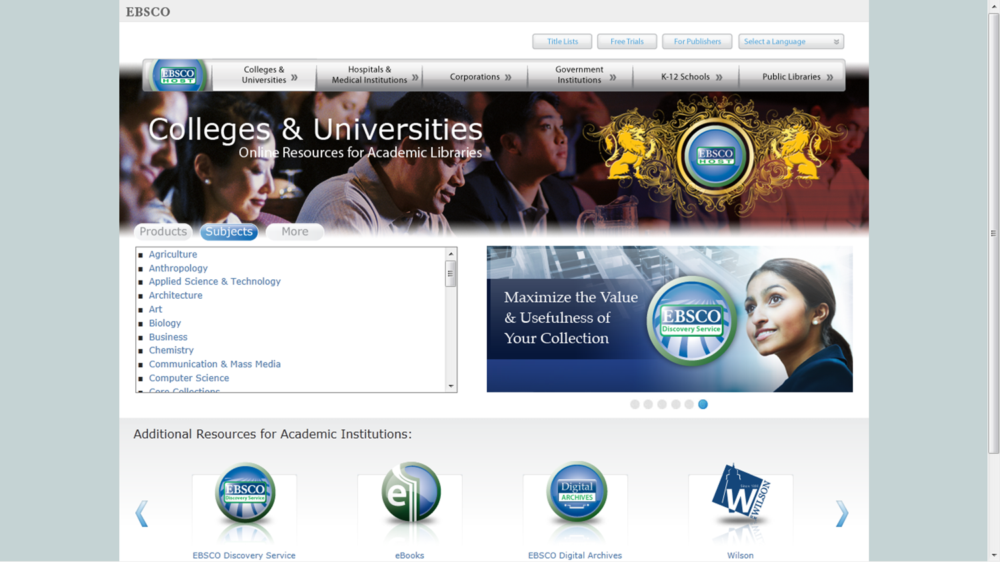 EBSCO
Title Lists
Free Trials
For Publishers
Select a Language
EBSCO
HOST
Colleges &
Universities
Hospitals &
Medical Institutions
Corporations
Government
Institutions
K-12 Schools
Public Libraries
Colleges & Universities
Online Resources for Academic Libraries
EBSCO
HOST
Products
Subjects
More
Agriculture
Anthropology
Applied Science & Technology
Architecture
Art
Biology
Business
Chemistry
Communication & Mass Media
Computer Science
Core Collections
Maximize the Value
& Usefulness of
Your Collection
EBSCO
Discovery Service
Additional Resources for Academic Institutions:
EBSCO
Discovery Service
e
Digital
ARCHIVES
Since 1898
W
H.W. WILSON
EBSCO Discovery Service
eBooks
EBSCO Digital Archives
Wilson